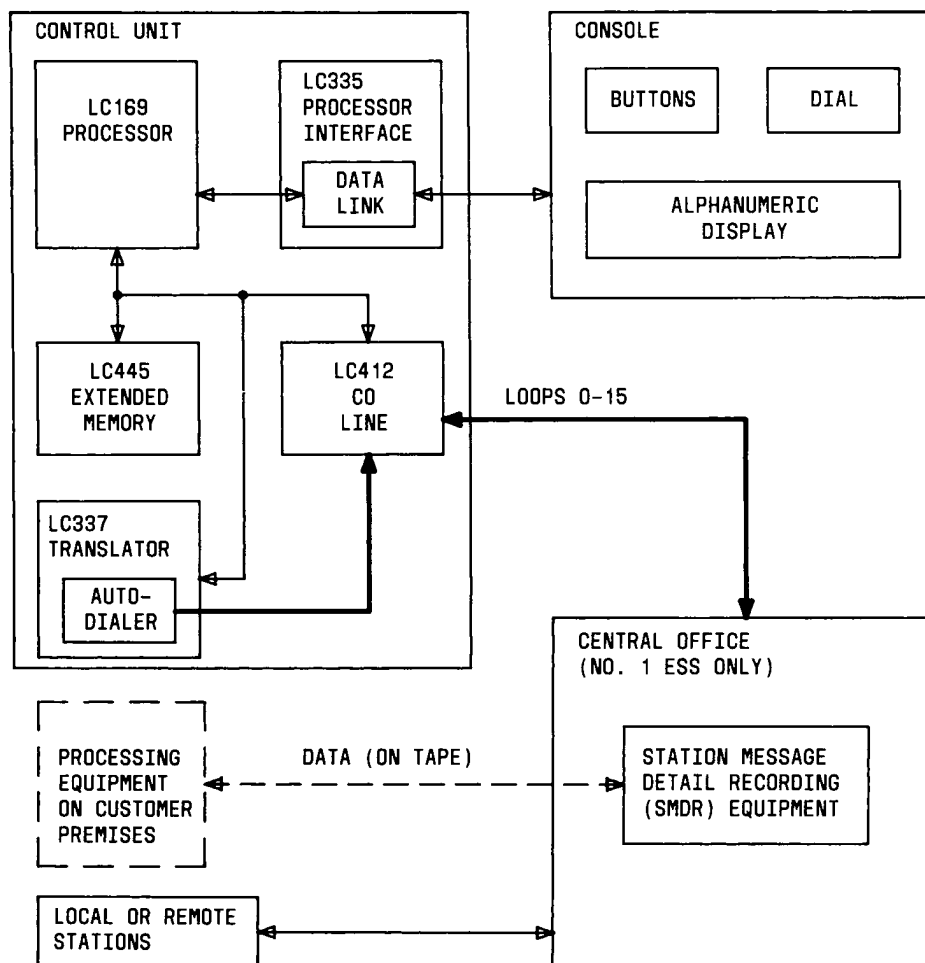 CONTROL UNIT
LC169
PROCESSOR
LC335
PROCESSOR
INTERFACE
DATA
LINK
CONSOLE
BUTTONS
DIAL
ALPHANUMERIC
DISPLAY
LC445
EXTENDED
MEMORY
LC412
CO
LINE
LOOPS 0-15
LC337
TRANSLATOR
AUTO-
DIALER
CENTRAL OFFICE
(NO. 1 ESS ONLY)
PROCESSING
EQUIPMENT
ON CUSTOMER
PREMISES
DATA (ON TAPE)
STATION MESSAGE
DETAIL RECORDING
(SMDR) EQUIPMENT
LOCAL OR REMOTE
STATIONS